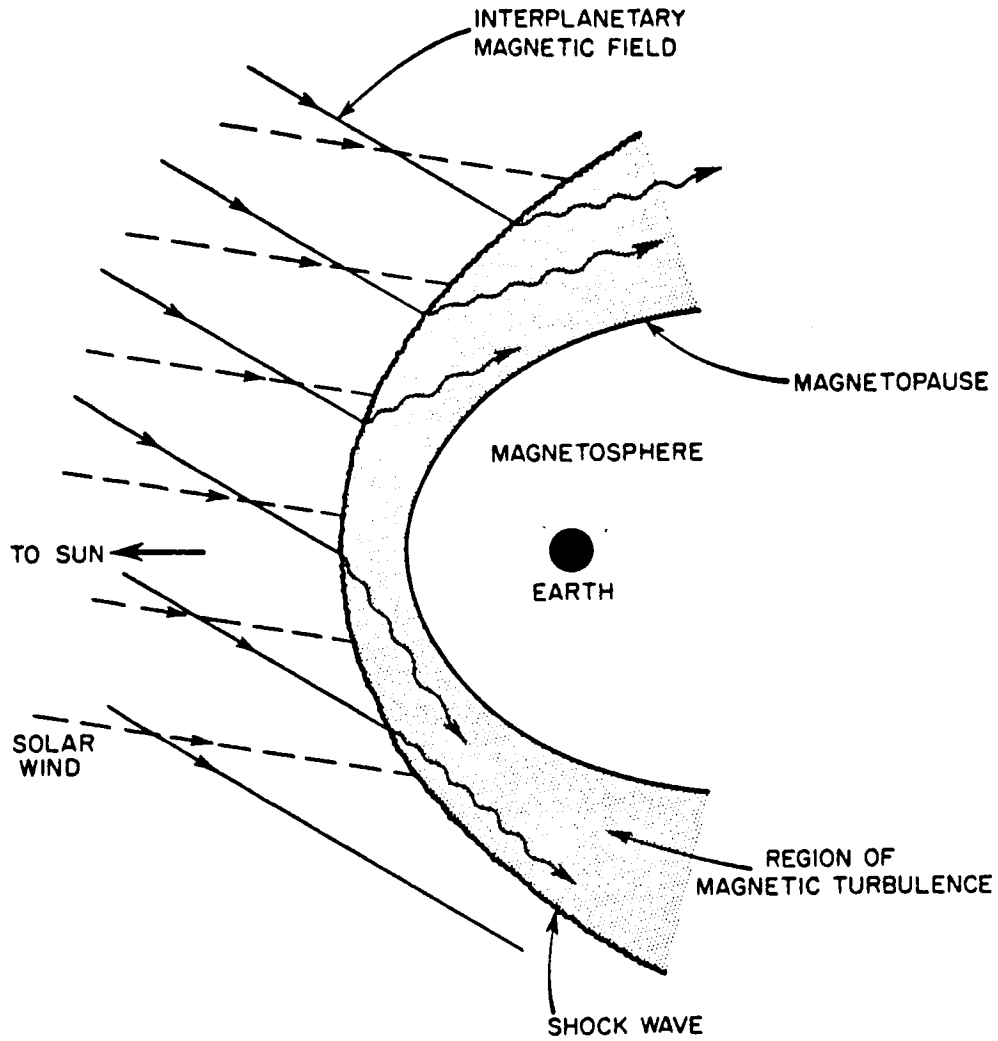 INTERPLANETARY
MAGNETIC FIELD
MAGNETOPAUSE
MAGNETOSPHERE
TO SUN
EARTH
SOLAR
WIND
REGION OF
MAGNETIC TURBULENCE
SHOCK WAVE